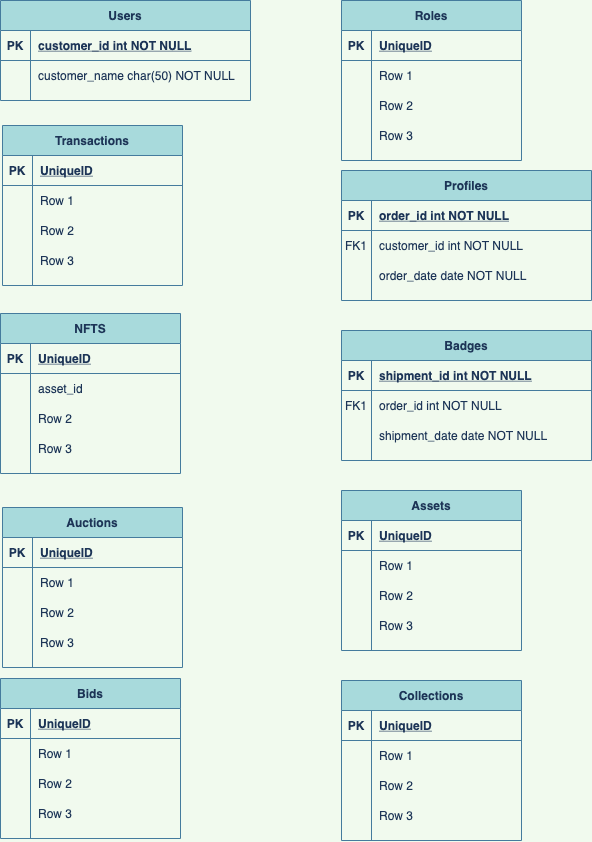 Users
PK customer_id int NOT NULL
customer_name char(50) NOT NULL
Transactions
PK UniqueID
Row 1
Row 2
Row 3
NFTS
PK UniqueID
asset_id
Row 2
Row 3
Auctions
PK UniqueID
Row 1
Row 2
Row 3
Bids
PK UniqueID
Row 1
Row 2
Row 3
Roles
PK UniqueID
Row 1
Row 2
Row 3
Profiles
PK order_id int NOT NULL
FK1 customer_id int NOT NULL
order_date date NOT NULL
Badges
PK shipment_id int NOT NULL
FK1 order_id int NOT NULL
shipment_date date NOT NULL
Assets
PK UniqueID
Row 1
Row 2
Row 3
Collections
PK UniqueID
Row 1
Row 2
Row 3